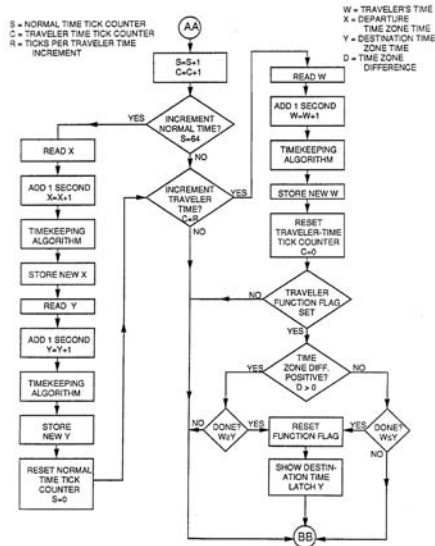 S = NORMAL TIME TICK COUNTER
C = TRAVELER TIME TICK COUNTER
R = TICKS PER TRAVELER TIME
INCREMENT
W = TRAVELER'S TIME
X = DEPARTURE
TIME ZONE TIME
Y = DESTINATION TIME
ZONE TIME
D = TIME ZONE
DIFFERENCE
AA
S=S+1
C=C+1
INCREMENT
NORMAL TIME?
S=64
YES
NO
READ X
ADD 1 SECOND
X=X+1
TIMEKEEPING
ALGORITHM
STORE NEW X
READ Y
ADD 1 SECOND
Y=Y+1
TIMEKEEPING
ALGORITHM
STORE
NEW Y
RESET NORMAL
TIME TICK
COUNTER
S=0
INCREMENT
TRAVELER
TIME?
C=R
YES
NO
READ W
ADD 1 SECOND
W=W+1
TIMEKEEPING
ALGORITHM
STORE NEW W
RESET
TRAVELER-TIME
TICK COUNTER
C=0
TRAVELER
FUNCTION FLAG
SET
NO
YES
TIME
ZONE DIFF.
POSITIVE?
D > 0
YES
NO
DONE?
W≥Y
NO
YES
RESET
FUNCTION FLAG
YES
DONE?
W≤Y
NO
SHOW DESTIN-
ATION TIME
LATCH Y
BB